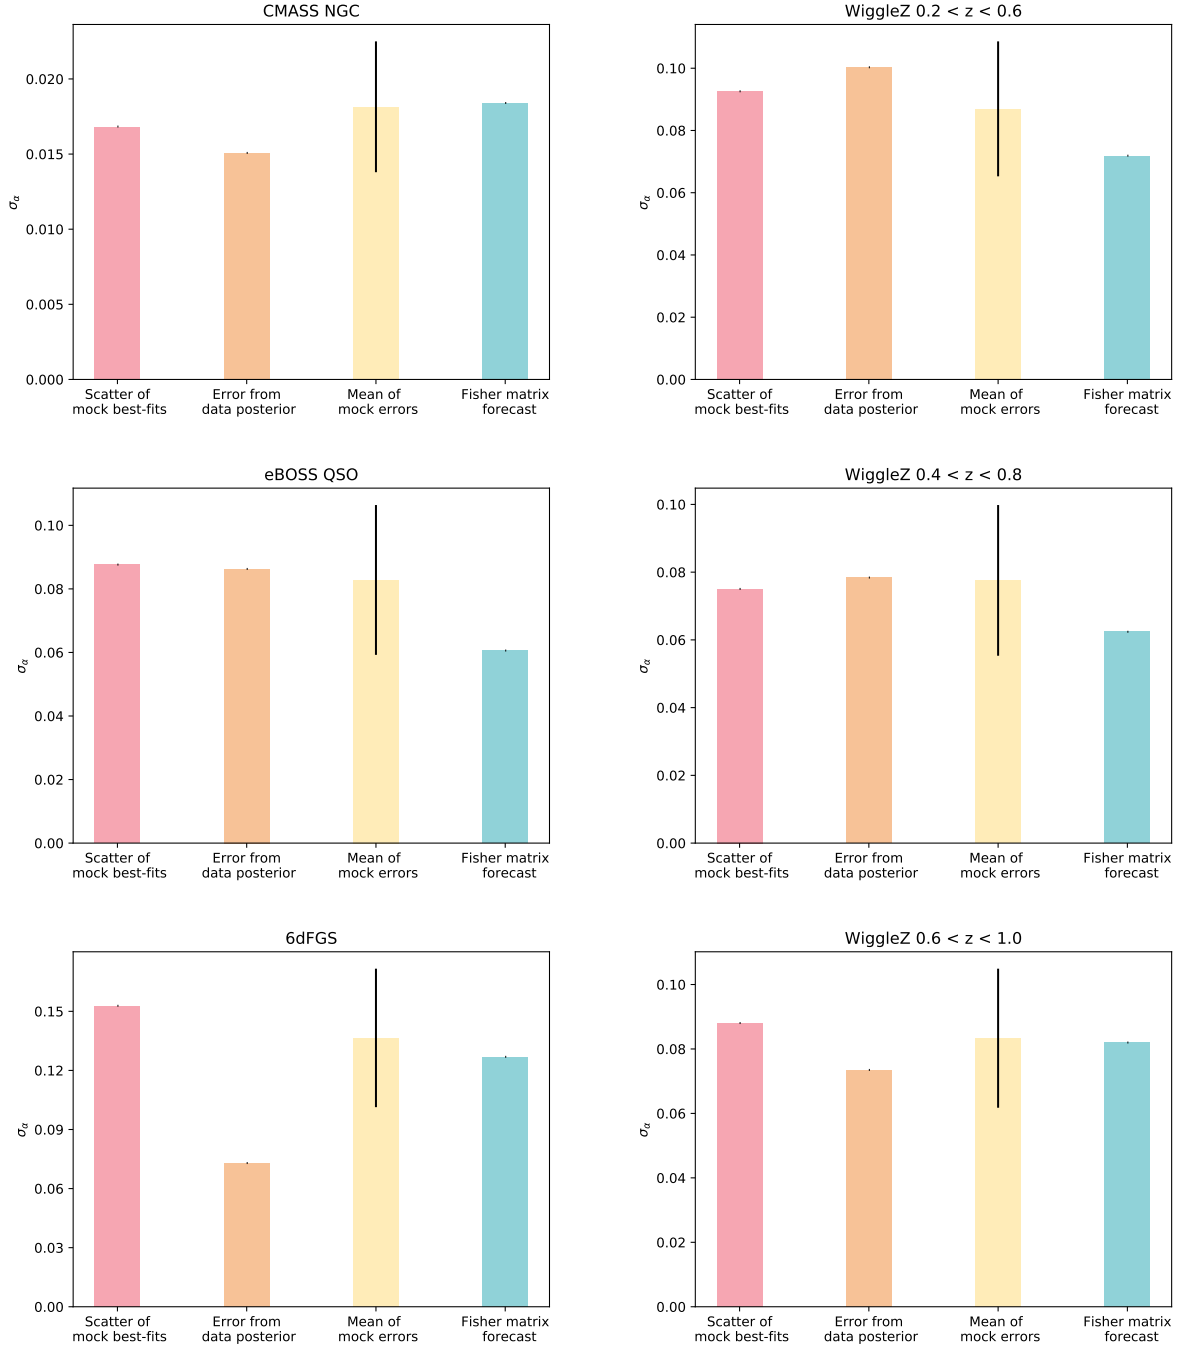 CMASS NGC
0.020
0.015
0.010
0.005
0.000
σα
Scatter of
mock best-fits
Error from
data posterior
Mean of
mock errors
Fisher matrix
forecast
WiggleZ 0.2 < z < 0.6
0.10
0.08
0.06
0.04
0.02
0.00
σα
Scatter of
mock best-fits
Error from
data posterior
Mean of
mock errors
Fisher matrix
forecast
eBOSS QSO
0.10
0.08
0.06
0.04
0.02
0.00
σα
Scatter of
mock best-fits
Error from
data posterior
Mean of
mock errors
Fisher matrix
forecast
WiggleZ 0.4 < z < 0.8
0.10
0.08
0.06
0.04
0.02
0.00
σα
Scatter of
mock best-fits
Error from
data posterior
Mean of
mock errors
Fisher matrix
forecast
6dFGS
0.15
0.12
0.09
0.06
0.03
0.00
σα
Scatter of
mock best-fits
Error from
data posterior
Mean of
mock errors
Fisher matrix
forecast
WiggleZ 0.6 < z < 1.0
0.10
0.08
0.06
0.04
0.02
0.00
σα
Scatter of
mock best-fits
Error from
data posterior
Mean of
mock errors
Fisher matrix
forecast